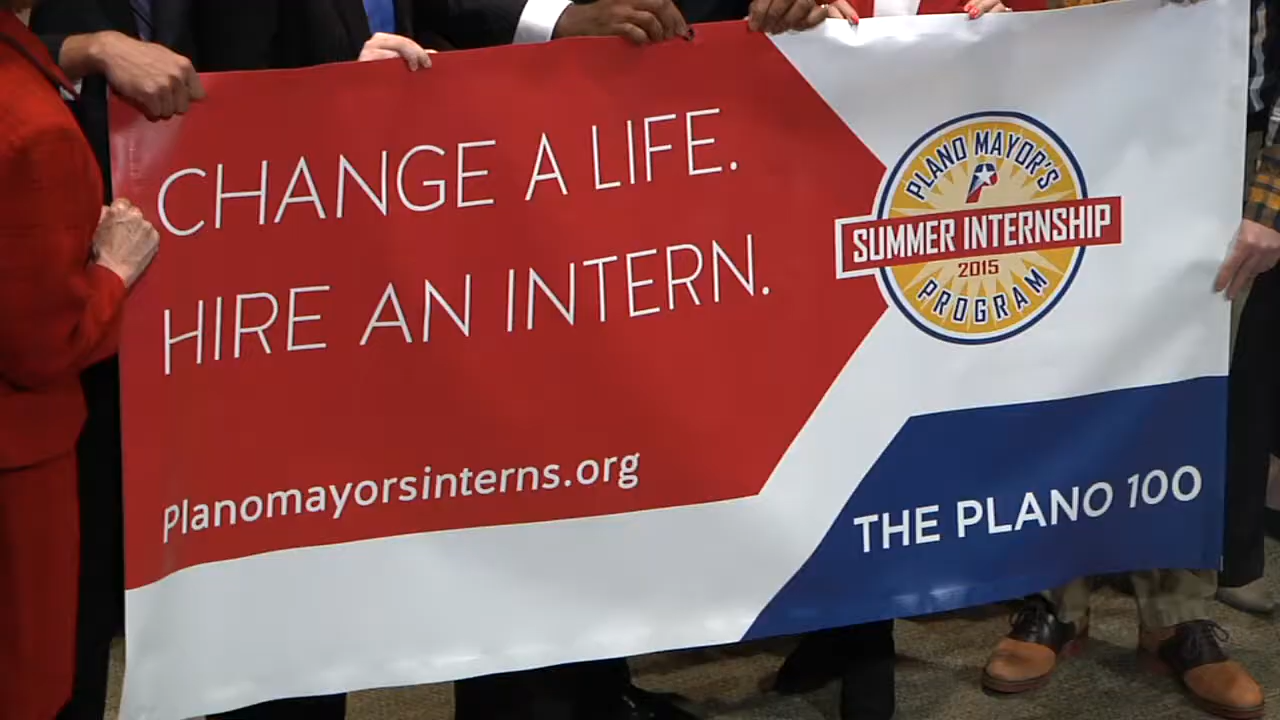 CHANGE A LIFE.
HIRE AN INTERN.
Planomayorsinterns.org
PLANO MAYOR'S
SUMMER INTERNSHIP
2015
PROGRAM
THE PLANO 100